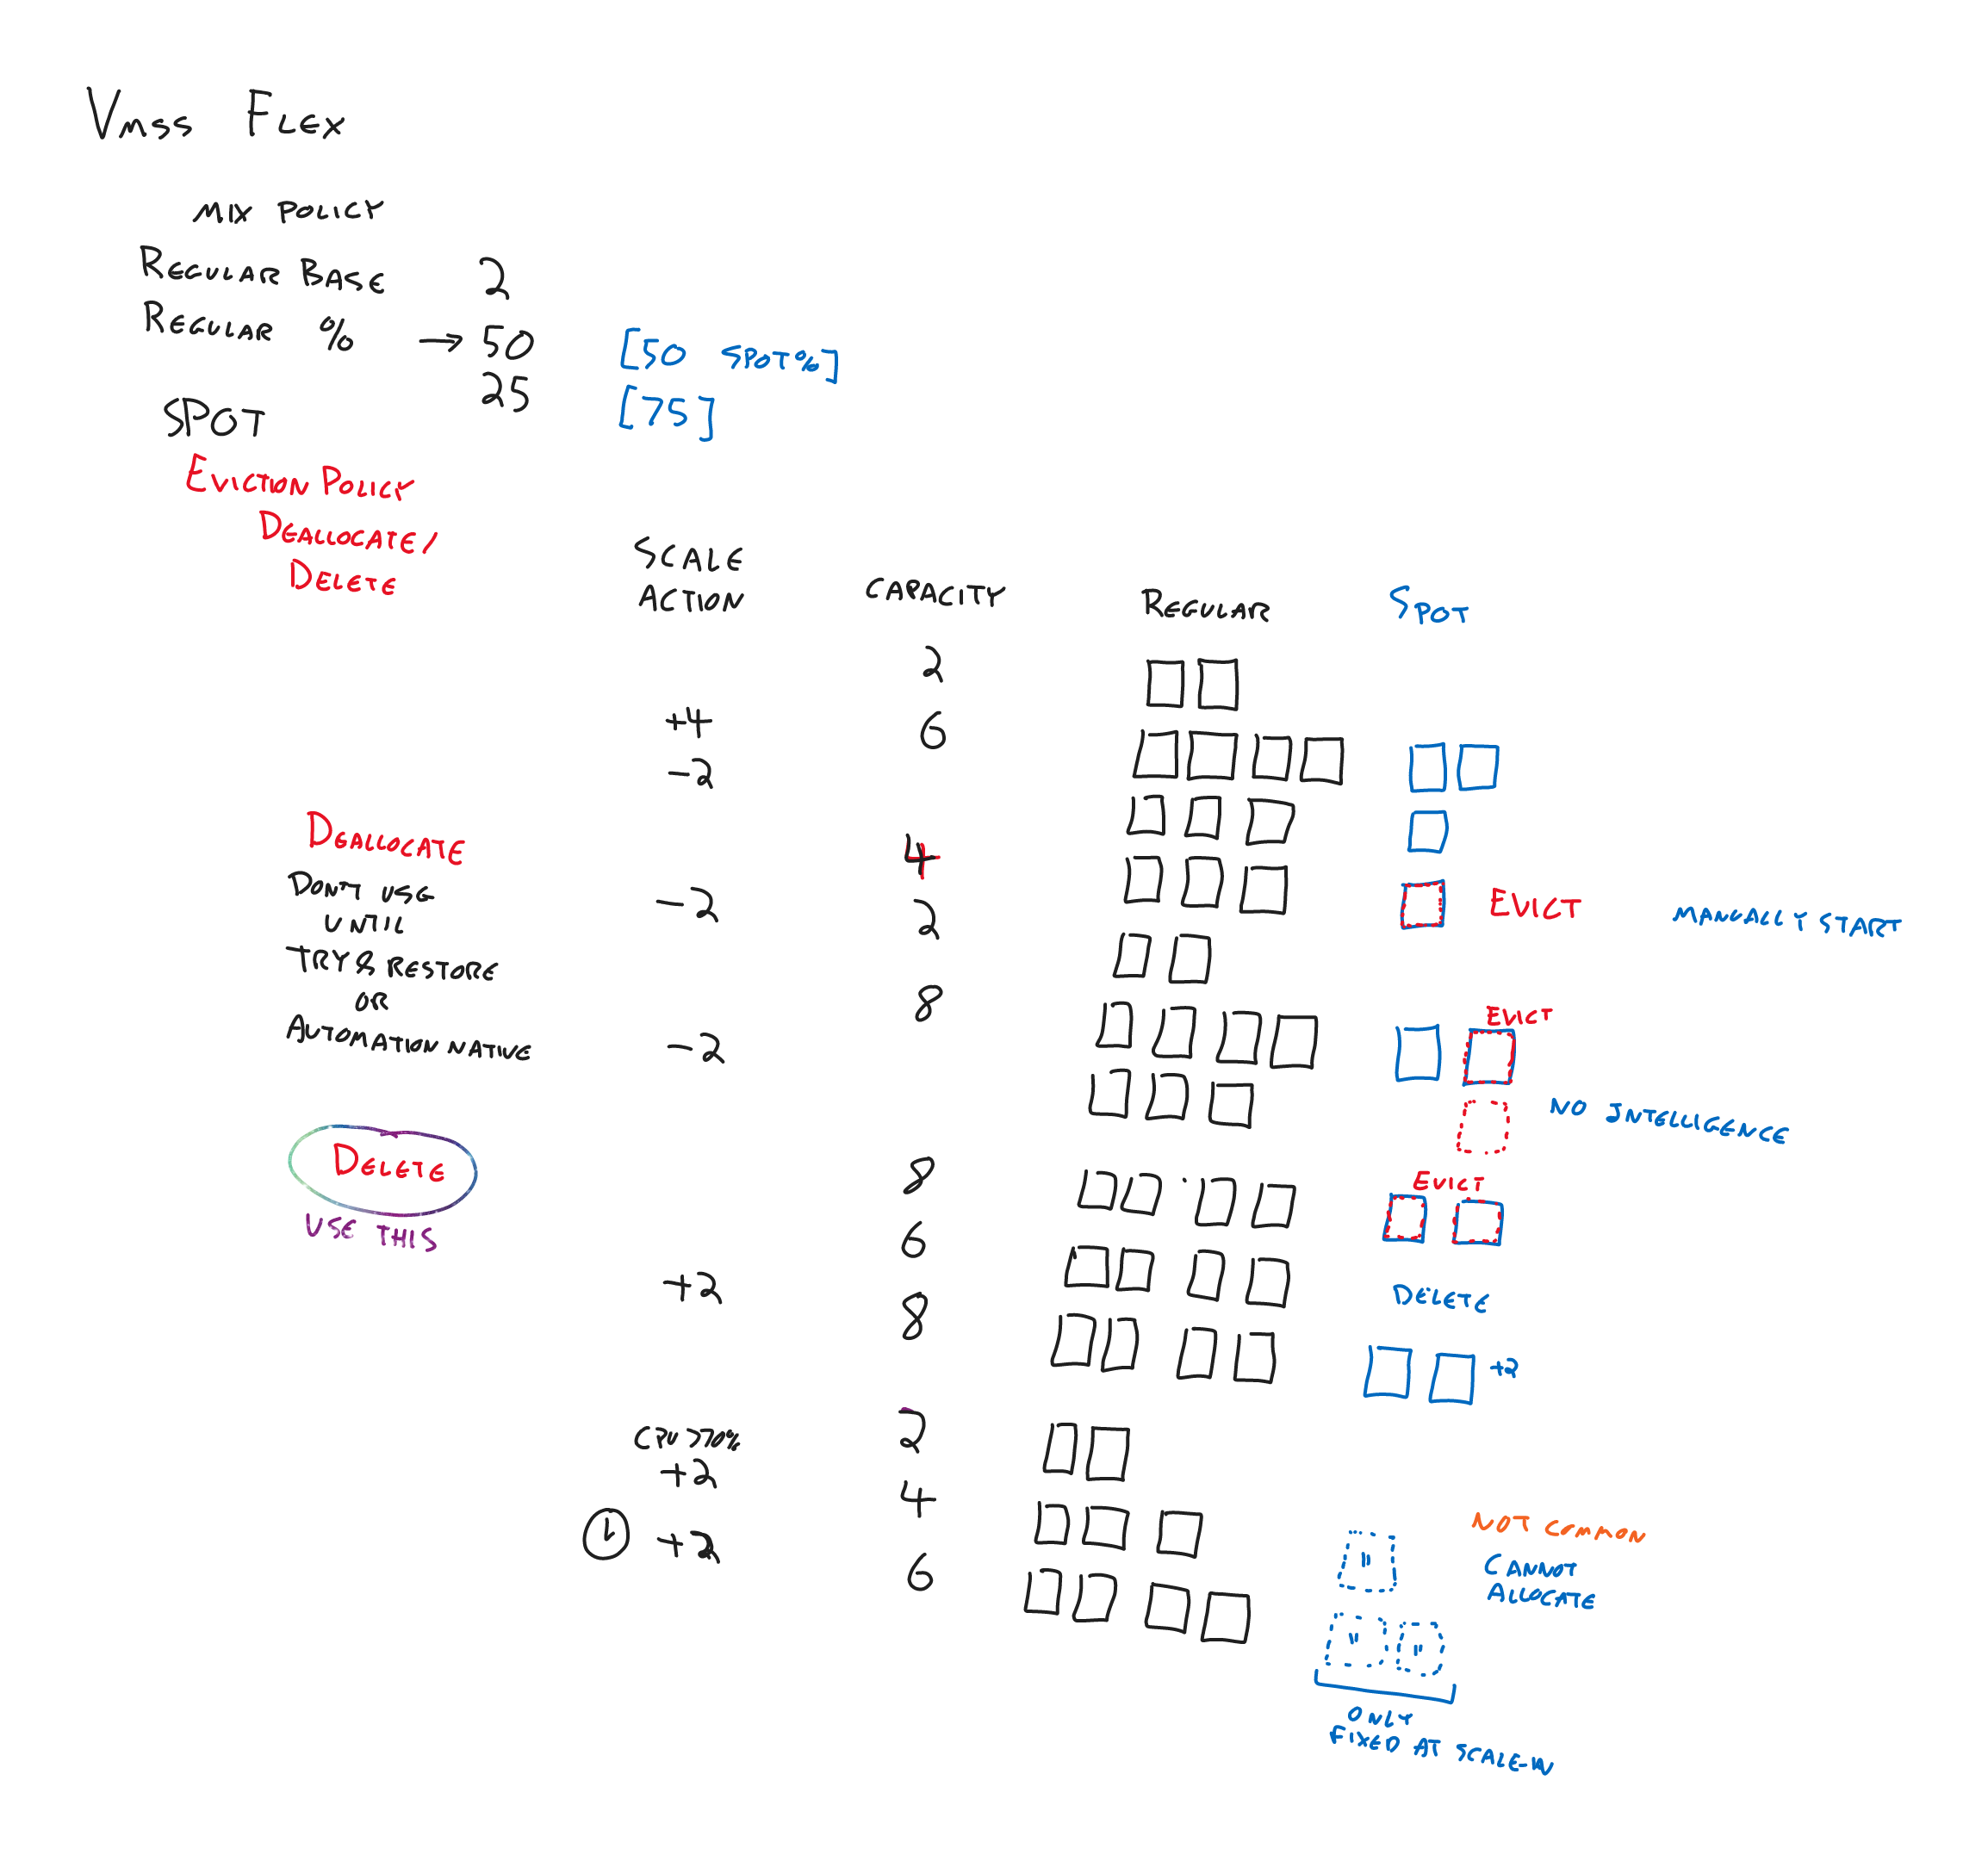 VMSS FLEX
MIX POLICY
REGULAR BASE 2
REGULAR % → 50 [50 SPOT%]
25 [75]
SPOT
EVICTION POLICY
DEALLOCATE/
DELETE
SCALE
ACTION
CAPACITY
REGULAR
SPOT
2
+4
6
-2
DEALLOCATE
DON'T USE
UNTIL
TRY & RESTORE
OR
AUTOMATION NATIVE
4
-2
2
EVICT
MANUALLY START
8
-2
EVICT
NO INTELLIGENCE
DELETE
USE THIS
8
EVICT
6
+2
DELETE
8
+2
CPU >70%
2
+2
4
+2
6
NOT COMMON
CANNOT
ALLOCATE
ONLY
FIXED AT SCALE-IN